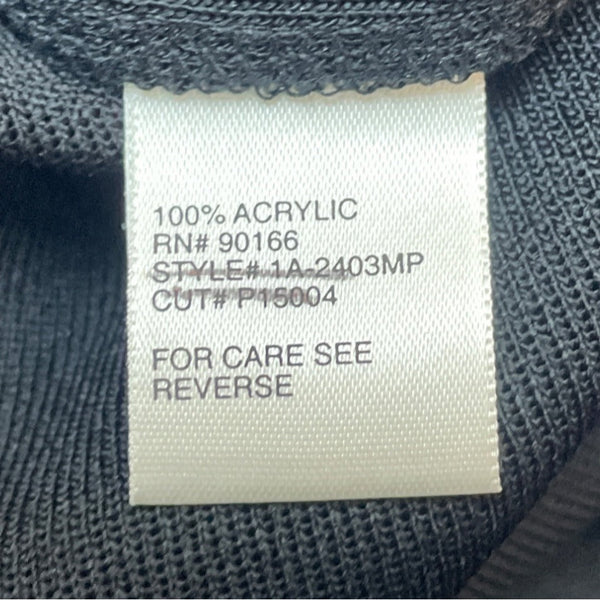 100% ACRYLIC
RN# 90166
STYLE# 1A-2403MP
CUT# P15004
FOR CARE SEE
REVERSE